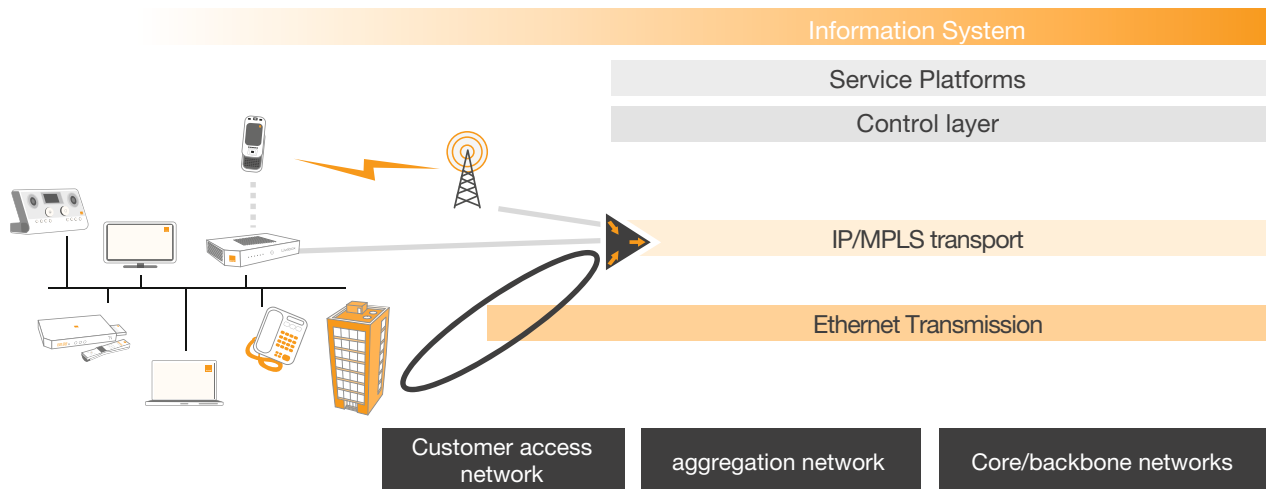 Information System
Service Platforms
Control layer
IP/MPLS transport
Ethernet Transmission
Customer access
network
aggregation network
Core/backbone networks